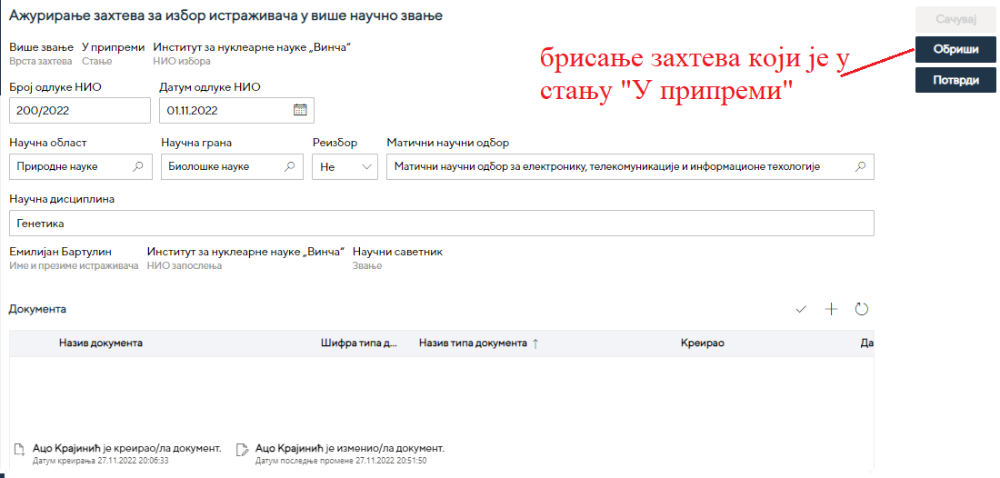 Ажурирање захтева за избор истраживача у више научно звање
Сачувај
Више звање У припреми Институт за нуклеарне науке „Винча“
Врста захтева Стање НИО избора
Обриши
брисање захтева који је у
стању "У припреми"
Потврди
Број одлуке НИО Датум одлуке НИО
200/2022 01.11.2022
Научна област Научна грана Реизбор Матични научни одбор
Природне науке Биолошке науке Не Матични научни одбор за електронику, телекомуникације и информационе техологије
Научна дисциплина
Генетика
Емилијан Бартулин Институт за нуклеарне науке „Винча“ Научни саветник
Име и презиме истраживача НИО запослења Звање
Документа
Назив документа Шифра типа д... Назив типа документа ↑ Креирао Да
Ацо Крајинић је креирао/ла документ. Ацо Крајинић је изменио/ла документ.
Датум креирања 27.11.2022 20:06:33 Датум последње промене 27.11.2022 20:51:50